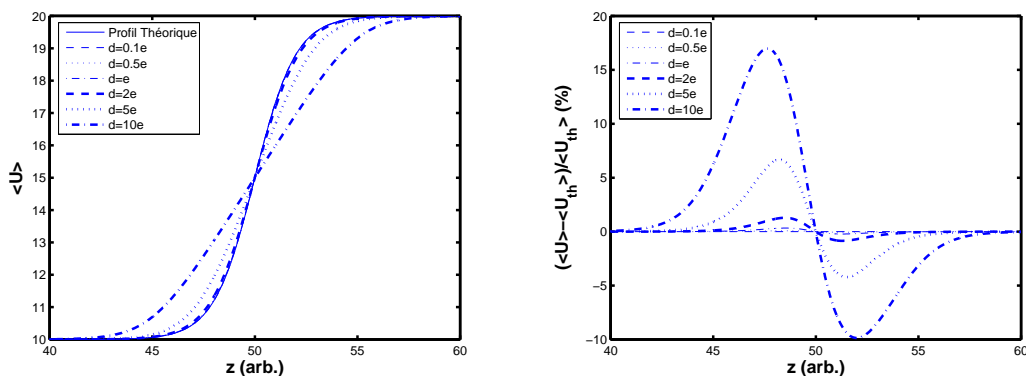 20
19
18
17
16
15
14
13
12
11
10
<U>
40
45
50
55
60
z (arb.)
Profil Théorique
d=0.1e
d=0.5e
d=e
d=2e
d=5e
d=10e
20
15
10
5
0
−5
−10
(<U>−<U_th>)/<U_th> (%)
40
45
50
55
60
z (arb.)
d=0.1e
d=0.5e
d=e
d=2e
d=5e
d=10e